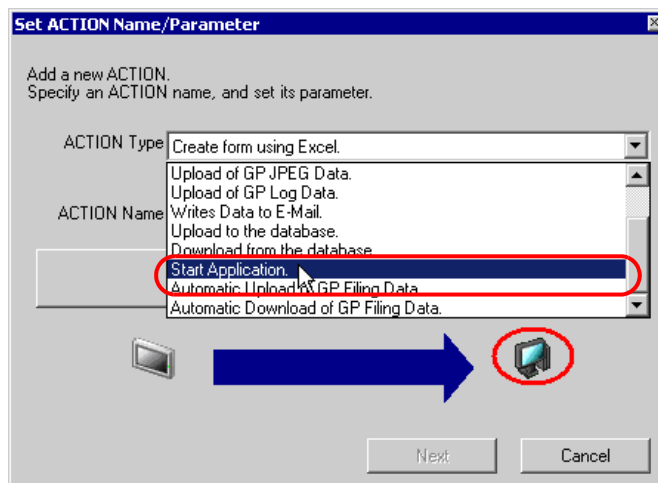 Set ACTION Name/Parameter
Add a new ACTION.
Specify an ACTION name, and set its parameter.
ACTION Type
Create form using Excel.
Upload of GP JPEG Data.
Upload of GP Log Data.
ACTION Name
Writes Data to E-Mail.
Upload to the database.
Download from the database.
Start Application.
Automatic Upload of GP Filing Data.
Automatic Download of GP Filing Data.
Next
Cancel